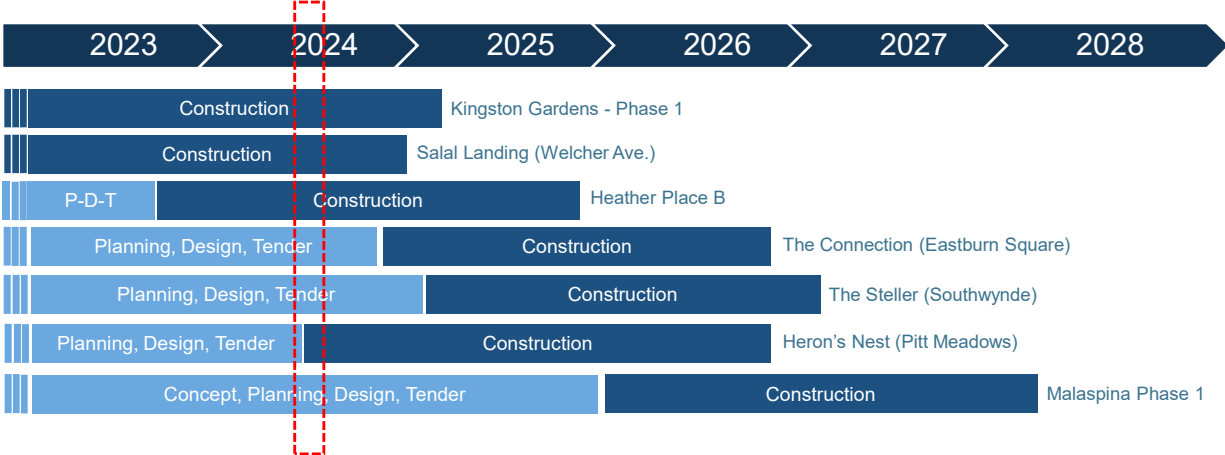 2023 2024 2025 2026 2027 2028
Construction Kingston Gardens - Phase 1
Construction Salal Landing (Welcher Ave.)
P-D-T Construction Heather Place B
Planning, Design, Tender Construction The Connection (Eastburn Square)
Planning, Design, Tender Construction The Steller (Southwynde)
Planning, Design, Tender Construction Heron’s Nest (Pitt Meadows)
Concept, Planning, Design, Tender Construction Malaspina Phase 1